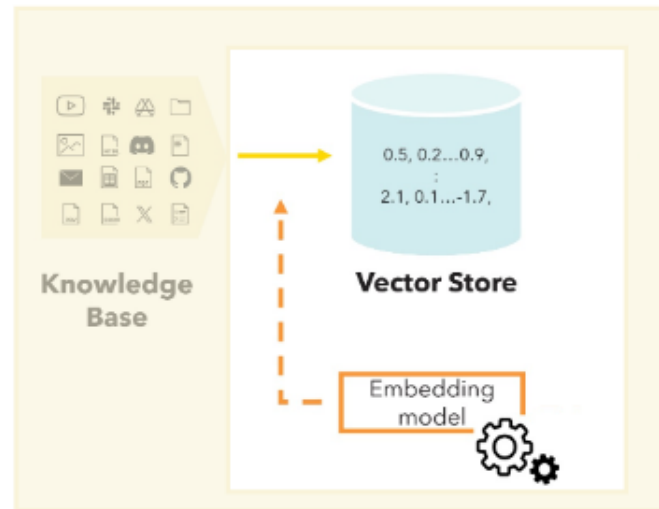 Knowledge
Base
0.5, 0.2...0.9,
:
2.1, 0.1...-1.7,
Vector Store
Embedding
model